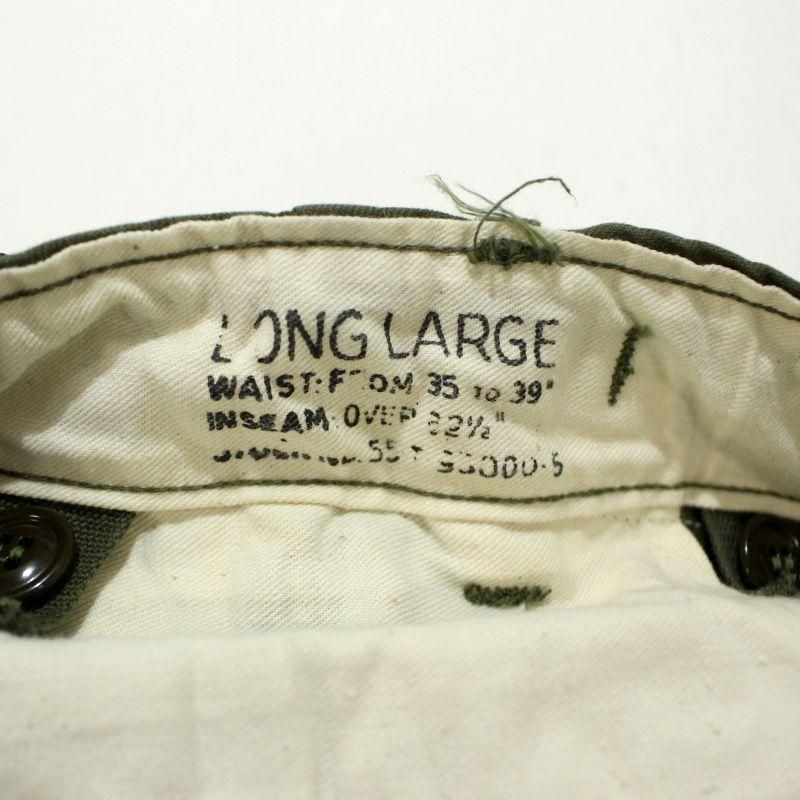 LONG LARGE
WAIST: FROM 35 TO 39"
INSEAM: OVER 32½"